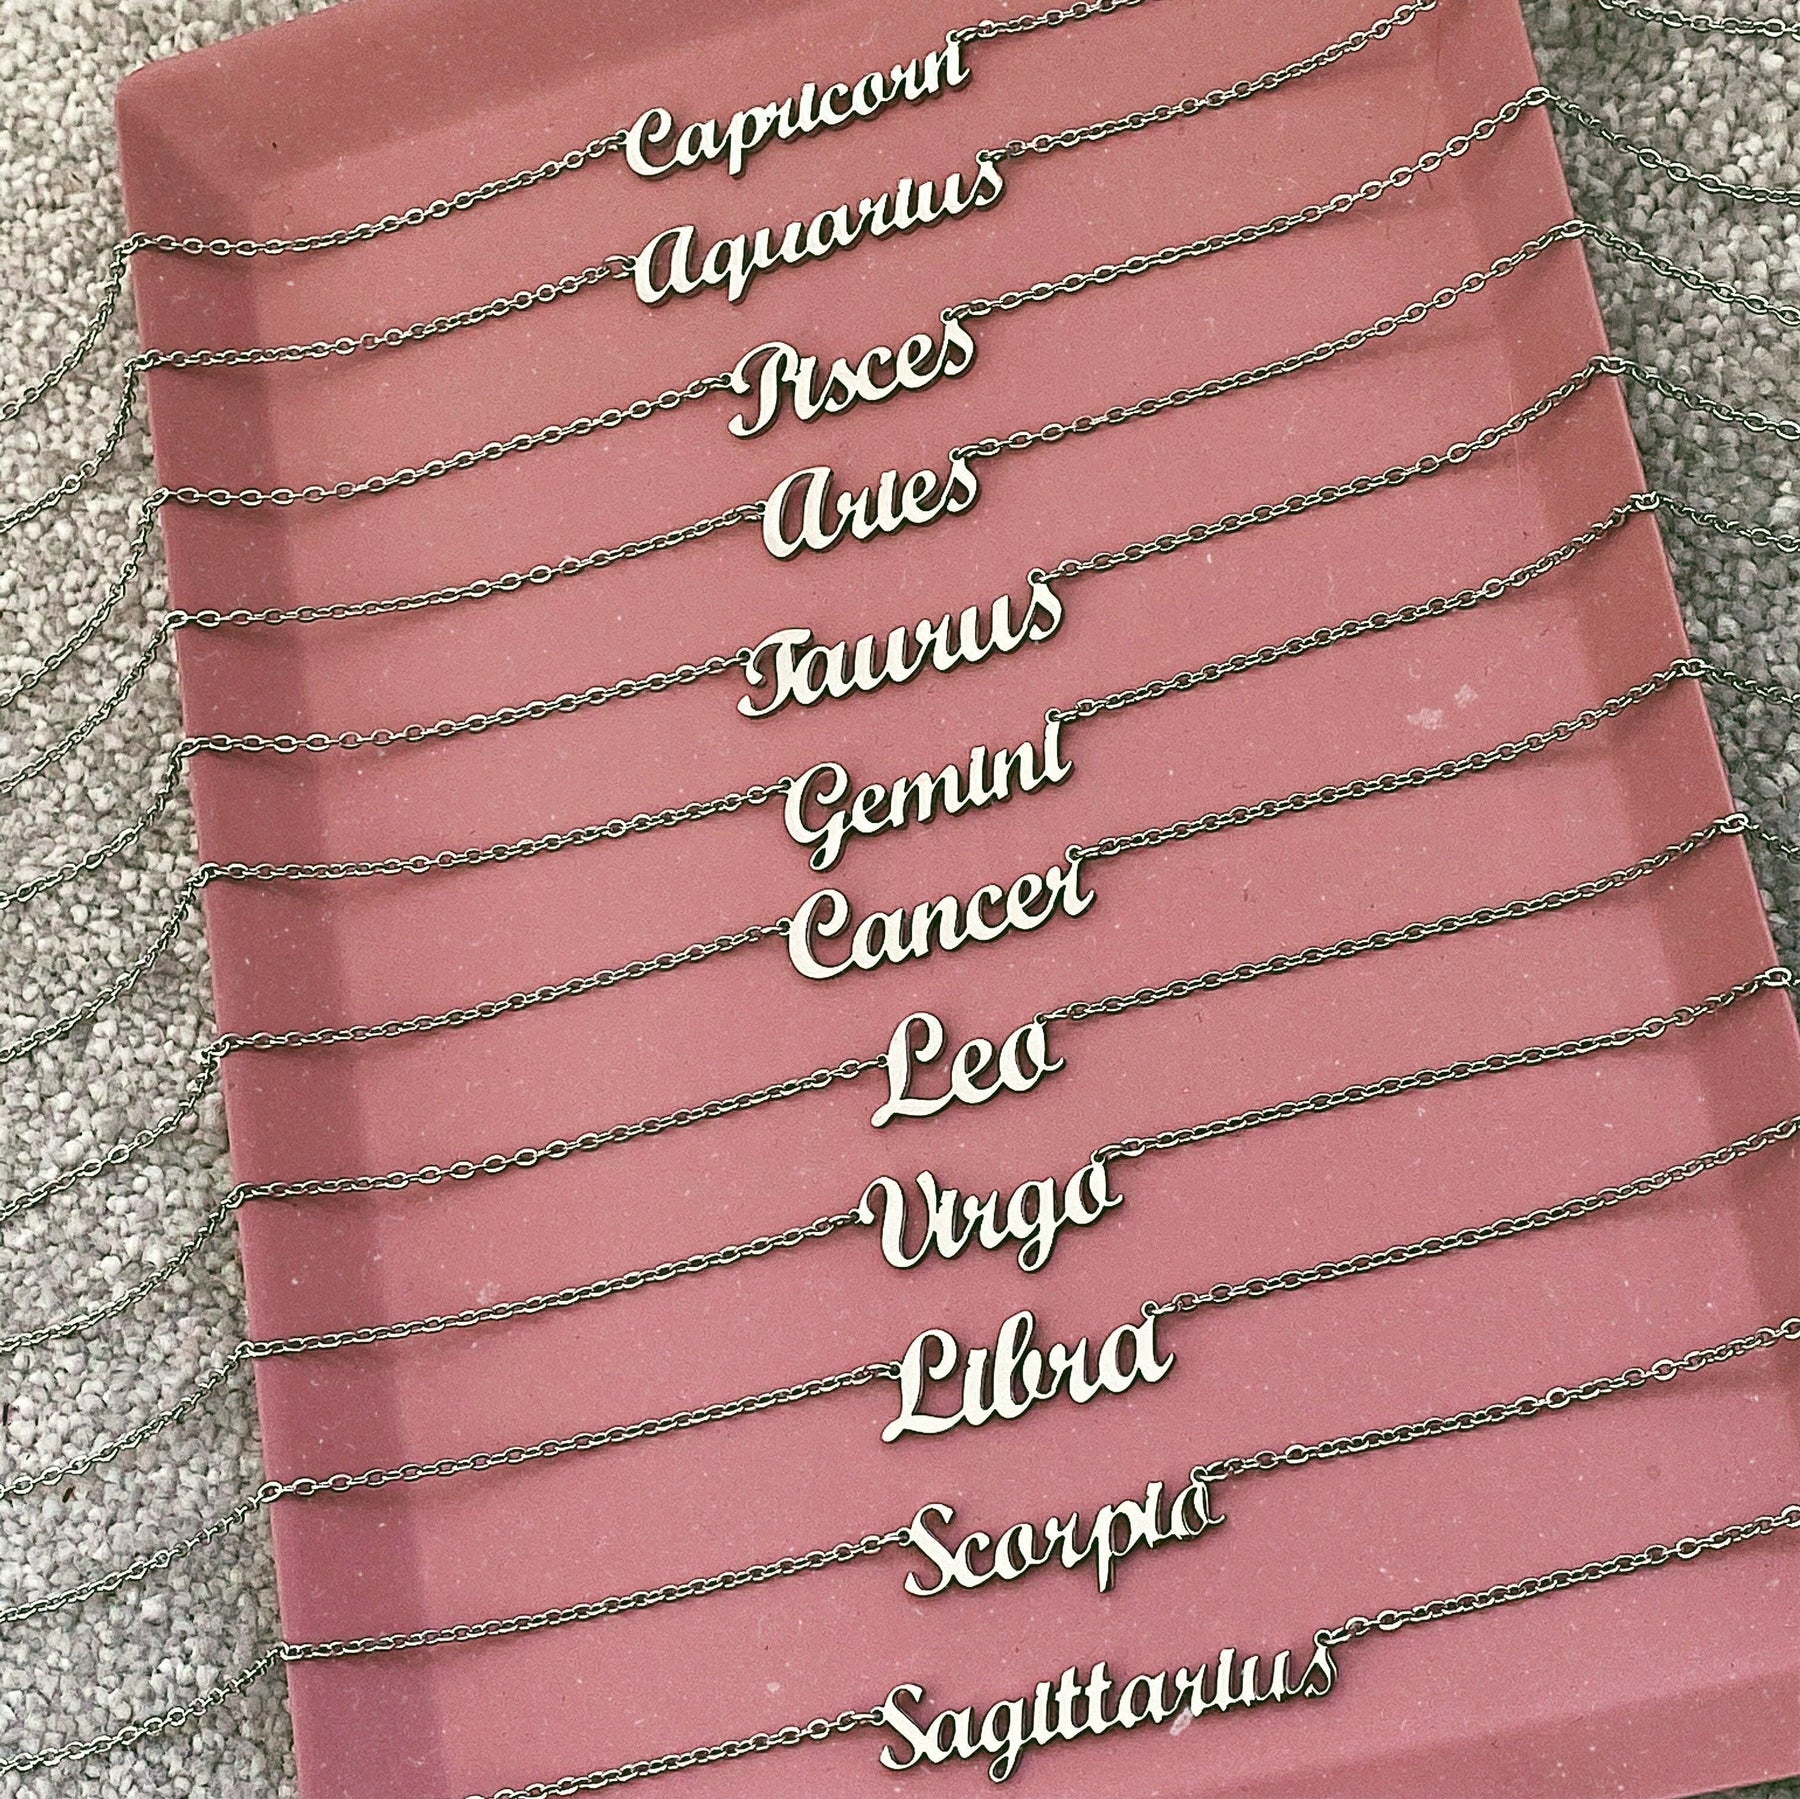 Capricorn
Aquarius
Pisces
Aries
Taurus
Gemini
Cancer
Leo
Virgo
Libra
Scorpio
Sagittarius